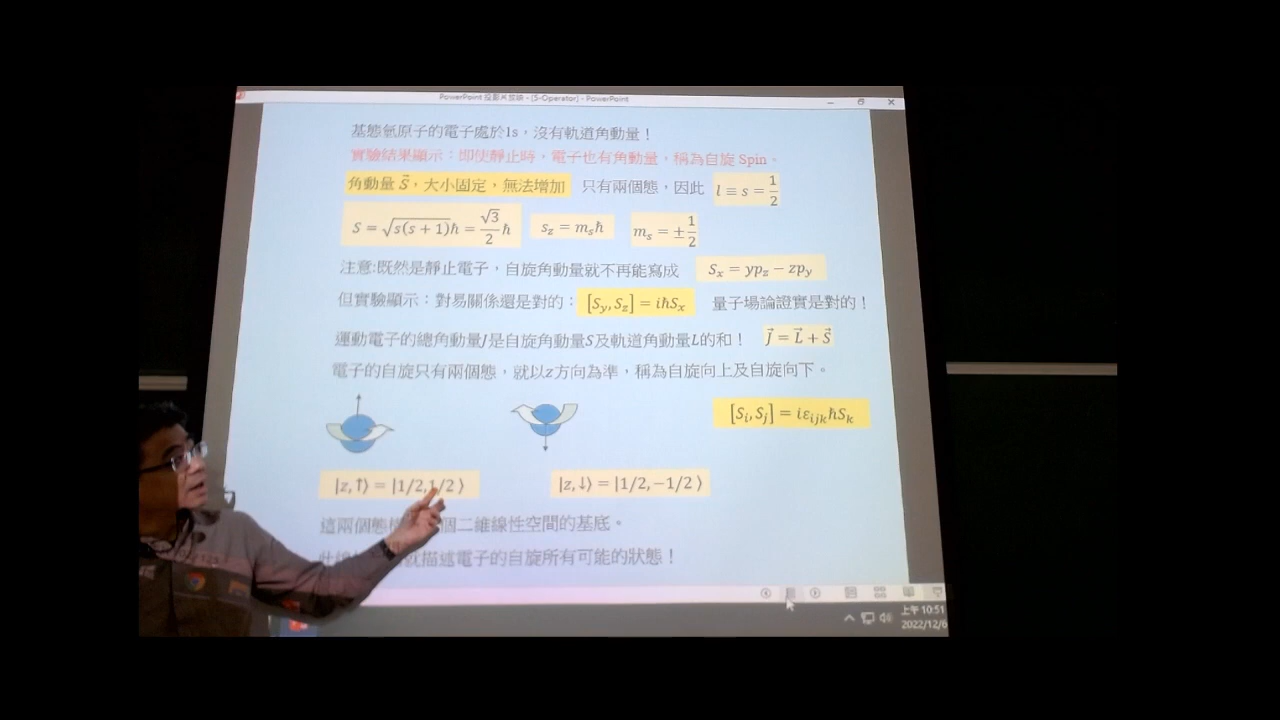 PowerPoint 投影片放映 - [S-Operator] - PowerPoint
基態氫原子的電子處於1s，沒有軌道角動量！
實驗結果顯示：即使靜止時，電子也有角動量，稱為自旋 Spin。
角動量 S⃗，大小固定，無法增加 只有兩個態，因此 l ≡ s = 1/2
S = √(s(s + 1))ħ = √3/2 ħ s_z = m_sħ m_s = ± 1/2
注意:既然是靜止電子，自旋角動量就不再能寫成 S_x = yp_z − zp_y
但實驗顯示：對易關係還是對的： [S_y, S_z] = iħS_x 量子場論證實是對的！
運動電子的總角動量J是自旋角動量S及軌道角動量L的和！ J⃗ = L⃗ + S⃗
電子的自旋只有兩個態，就以z方向為準，稱為自旋向上及自旋向下。
[S_i, S_j] = iε_ijkħS_k
|z,↑⟩ = |1/2,1/2 ⟩ |z,↓⟩ = |1/2,−1/2 ⟩
這兩個態 個二維線性空間的基底。
就描述電子的自旋所有可能的狀態！
上午 10:51
2022/12/6